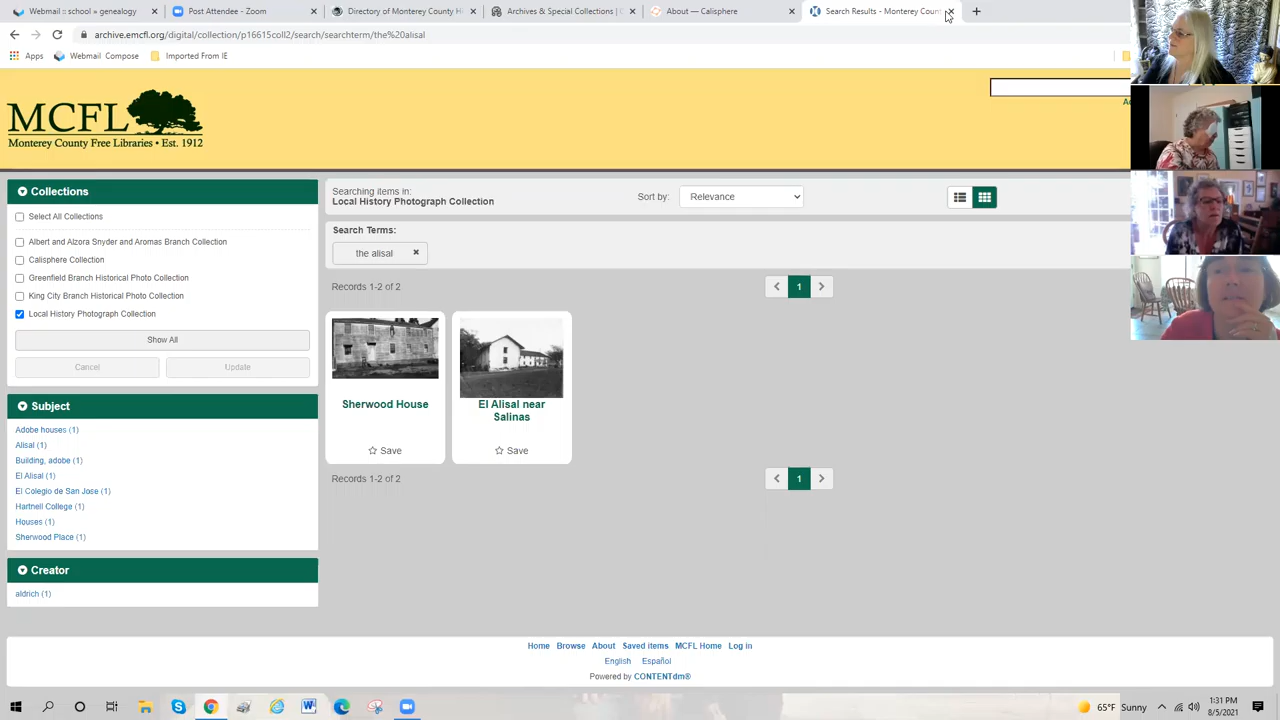 Webmail :: s
Post Attendee - Zoom
Directory of Monterey County Hi
Archives & Special Collections | L
About — Calisphere
Search Results - Monterey Coun
archive.emcfl.org/digital/collection/p16615coll2/search/searchterm/the%20alisal
Apps
Webmail Compose
Imported From IE
MCFL
Monterey County Free Libraries • Est. 1912
Collections
Select All Collections
Albert and Alzora Snyder and Aromas Branch Collection
Calisphere Collection
Greenfield Branch Historical Photo Collection
King City Branch Historical Photo Collection
Local History Photograph Collection
Show All
Cancel
Update
Subject
Adobe houses (1)
Alisal (1)
Building, adobe (1)
El Alisal (1)
El Colegio de San Jose (1)
Hartnell College (1)
Houses (1)
Sherwood Place (1)
Creator
aldrich (1)
Searching items in:
Local History Photograph Collection
Sort by:
Relevance
Search Terms:
the alisal
Records 1-2 of 2
1
Sherwood House
Save
El Alisal near
Salinas
Save
Records 1-2 of 2
1
Home Browse About Saved items MCFL Home Log in
English Español
Powered by CONTENTdm®
65°F Sunny
1:31 PM
8/5/2021